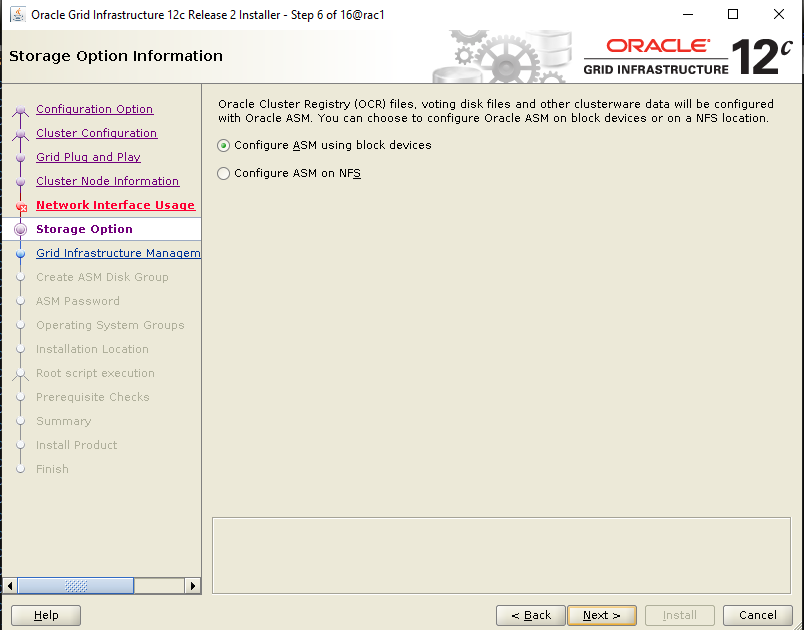 Oracle Grid Infrastructure 12c Release 2 Installer - Step 6 of 16@rac1
Storage Option Information
ORACLE
GRID INFRASTRUCTURE
12c
Configuration Option
Cluster Configuration
Grid Plug and Play
Cluster Node Information
Network Interface Usage
Storage Option
Grid Infrastructure Managem
Create ASM Disk Group
ASM Password
Operating System Groups
Installation Location
Root script execution
Prerequisite Checks
Summary
Install Product
Finish
Oracle Cluster Registry (OCR) files, voting disk files and other clusterware data will be configured
with Oracle ASM. You can choose to configure Oracle ASM on block devices or on a NFS location.
Configure ASM using block devices
Configure ASM on NFS
Help
< Back
Next >
Install
Cancel